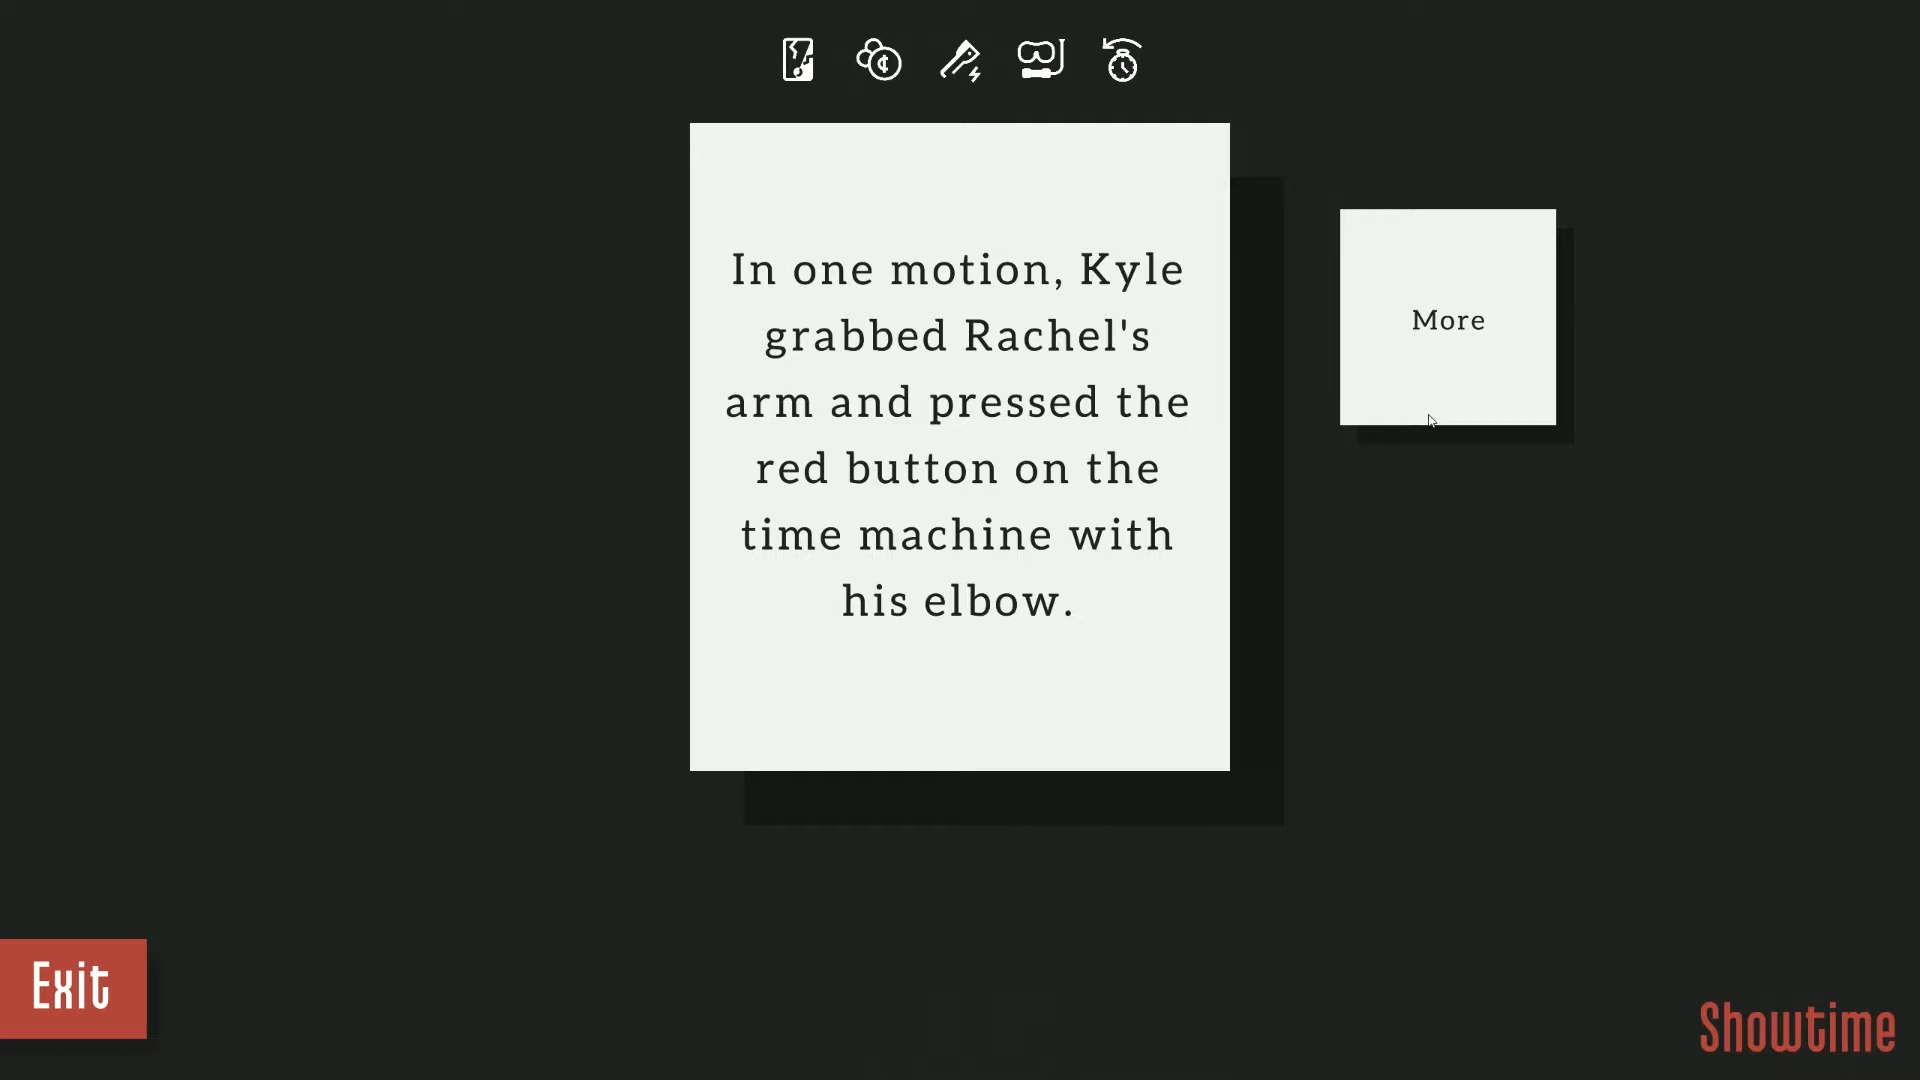 In one motion, Kyle
grabbed Rachel's
arm and pressed the
red button on the
time machine with
his elbow.
More
Exit
Showtime